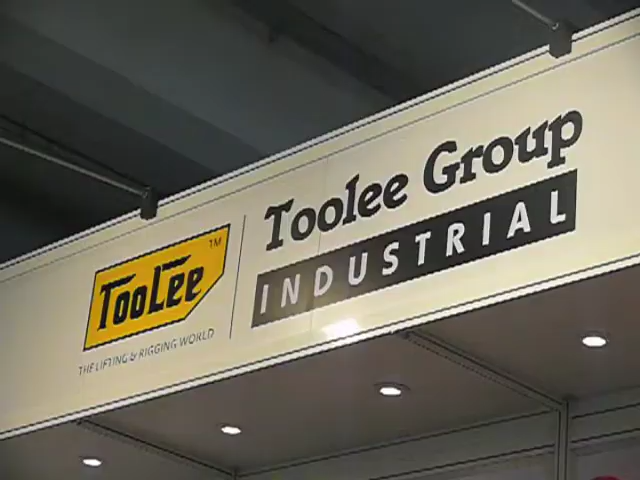 TooLee TM
THE LIFTING & RIGGING WORLD
Toolee Group
INDUSTRIAL